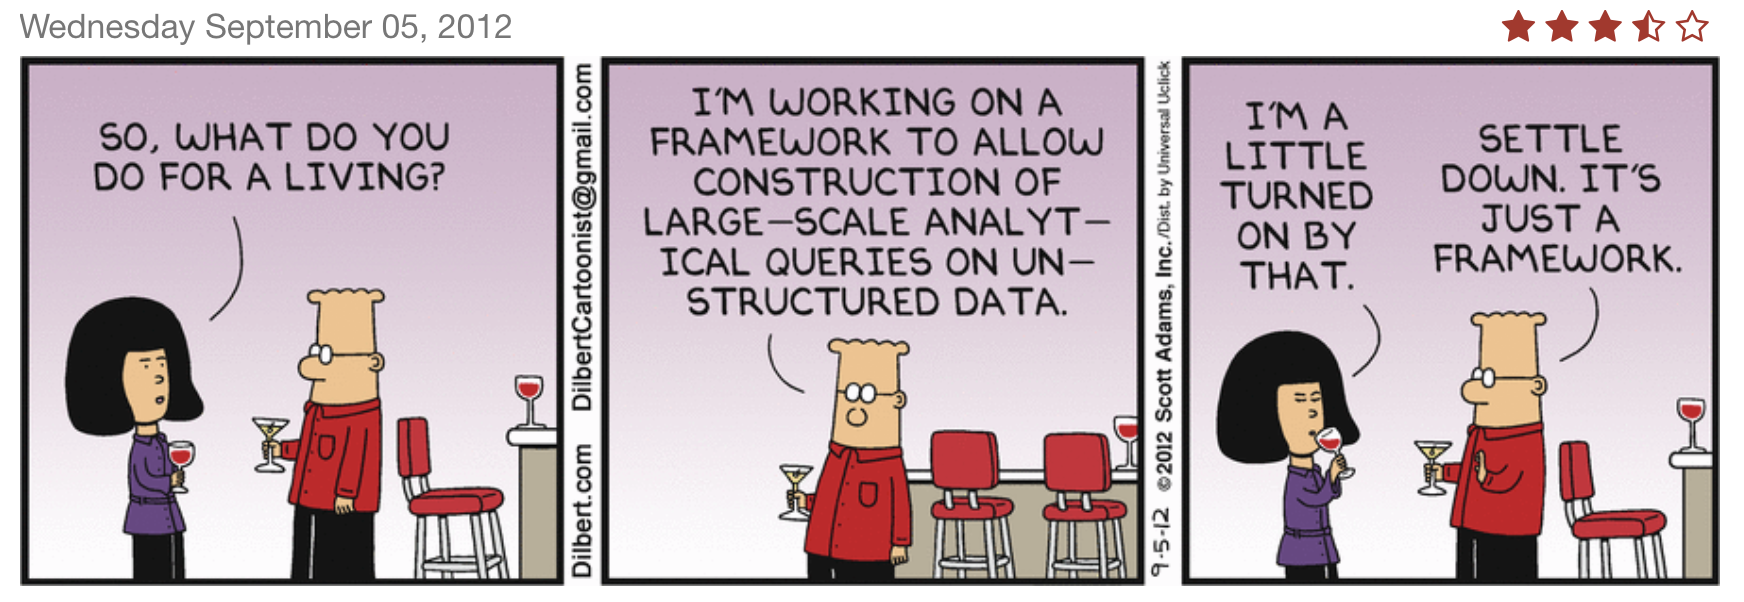 Wednesday September 05, 2012
SO, WHAT DO YOU
DO FOR A LIVING?
Dilbert.com DilbertCartoonist@gmail.com
I'M WORKING ON A
FRAMEWORK TO ALLOW
CONSTRUCTION OF
LARGE-SCALE ANALYT-
ICAL QUERIES ON UN-
STRUCTURED DATA.
9-5-12 ©2012 Scott Adams, Inc./Dist. by Universal Uclick
I'M A
LITTLE
TURNED
ON BY
THAT.
SETTLE
DOWN. IT'S
JUST A
FRAMEWORK.